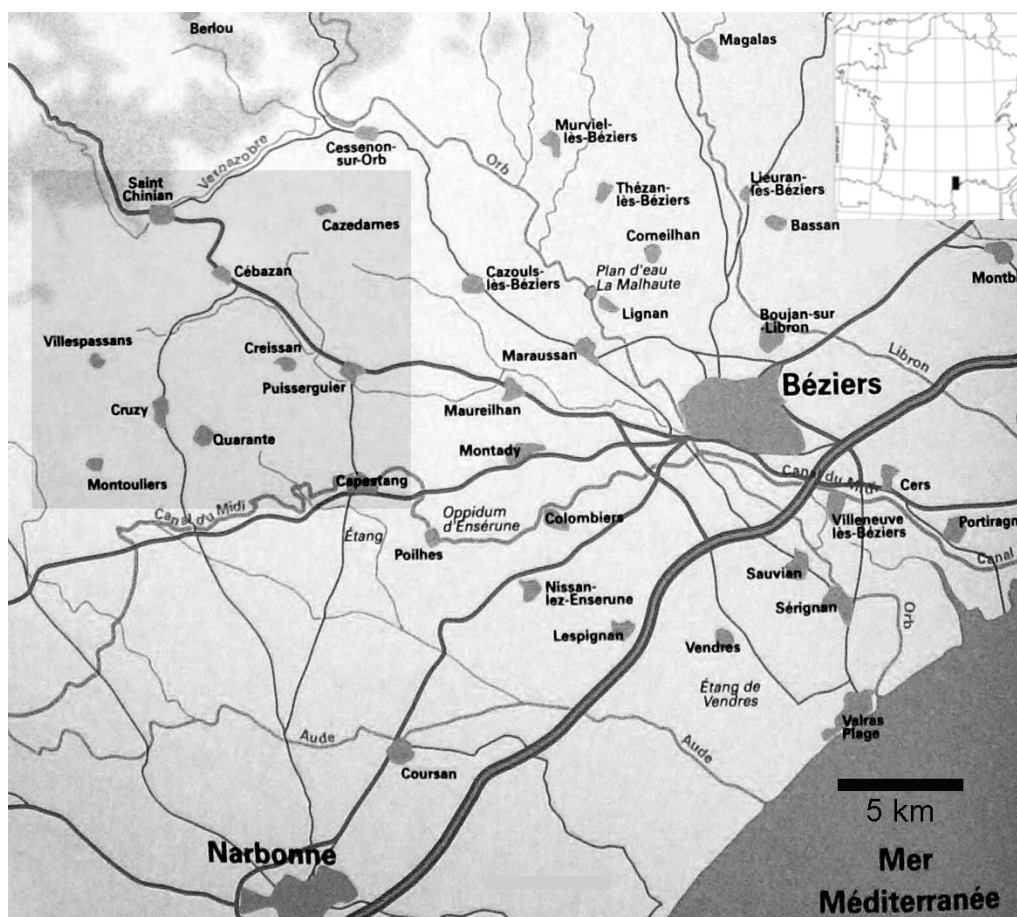 Berlou
Magalas
Murviel-
lès-Béziers
Cessenon-
sur-Orb
Vernazobre
Orb
Saint
Chinian
Thézan-
lès-Béziers
Lieuran-
lès-Béziers
Cazedarnes
Corneilhan
Bassan
Montb
Cébazan
Cazouls-
lès-Béziers
Plan d'eau
La Malhaute
Lignan
Boujan-sur
Libron
Villespassans
Creissan
Maraussan
Libron
Puisserguier
Béziers
Cruzy
Maureilhan
Quarante
Montady
Montouliers
Capestang
Canal du Midi
Cers
Canal du Midi
Oppidum
d'Ensérune
Colombiers
Villeneuve
lès-Béziers
Portiragn
Étang
Poilhes
Canal
Sauvian
Nissan-
lez-Enserune
Sérignan
Orb
Lespignan
Vendres
Étang de
Vendres
Valras
Plage
Aude
Aude
Coursan
5 km
Narbonne
Mer
Méditerranée